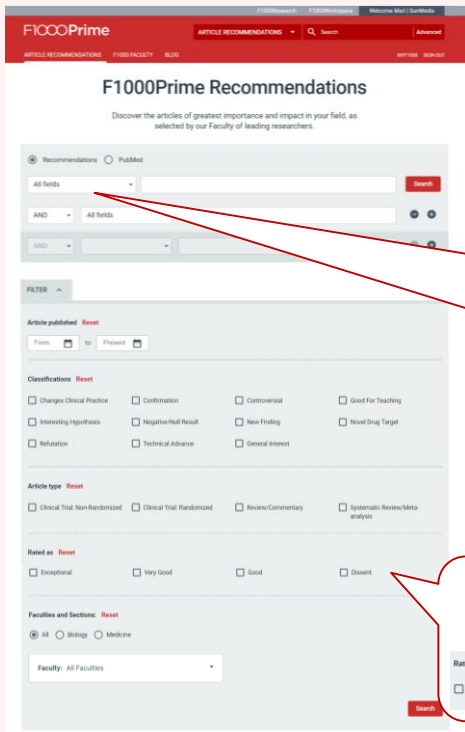 F1000Research F1000Workspace Welcome Mari | SunMedia
F1000Prime ARTICLE RECOMMENDATIONS Search Advanced
ARTICLE RECOMMENDATIONS F1000 FACULTY BLOG SIGN OUT
F1000Prime Recommendations
Discover the articles of greatest importance and impact in your field, as
selected by our Faculty of leading researchers.
Recommendations PubMed
All fields Search
AND All fields
AND
FILTER
Article published Reset
From to Present
Classifications Reset
Changes Clinical Practice Confirmation Controversial Good For Teaching
Interesting Hypothesis Negative/Null Result New Finding Novel Drug Target
Refutation Technical Advance General Interest
Article type Reset
Clinical Trial: Non-Randomized Clinical Trial: Randomized Review/Commentary Systematic Review/Meta-
analysis
Rated as Reset
Exceptional Very Good Good Dissent
Faculties and Sections: Reset
All Biology Medicine
Faculty: All Faculties
Rat
Search